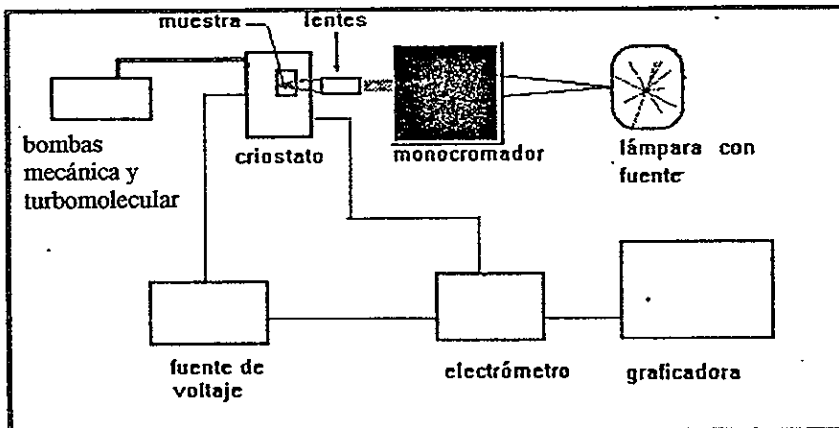 muestra
lentes
bombas
mecánica y
turbomolecular
criostato
monocromador
lámpara con
fuente
fuente de
voltaje
electrómetro
graficadora